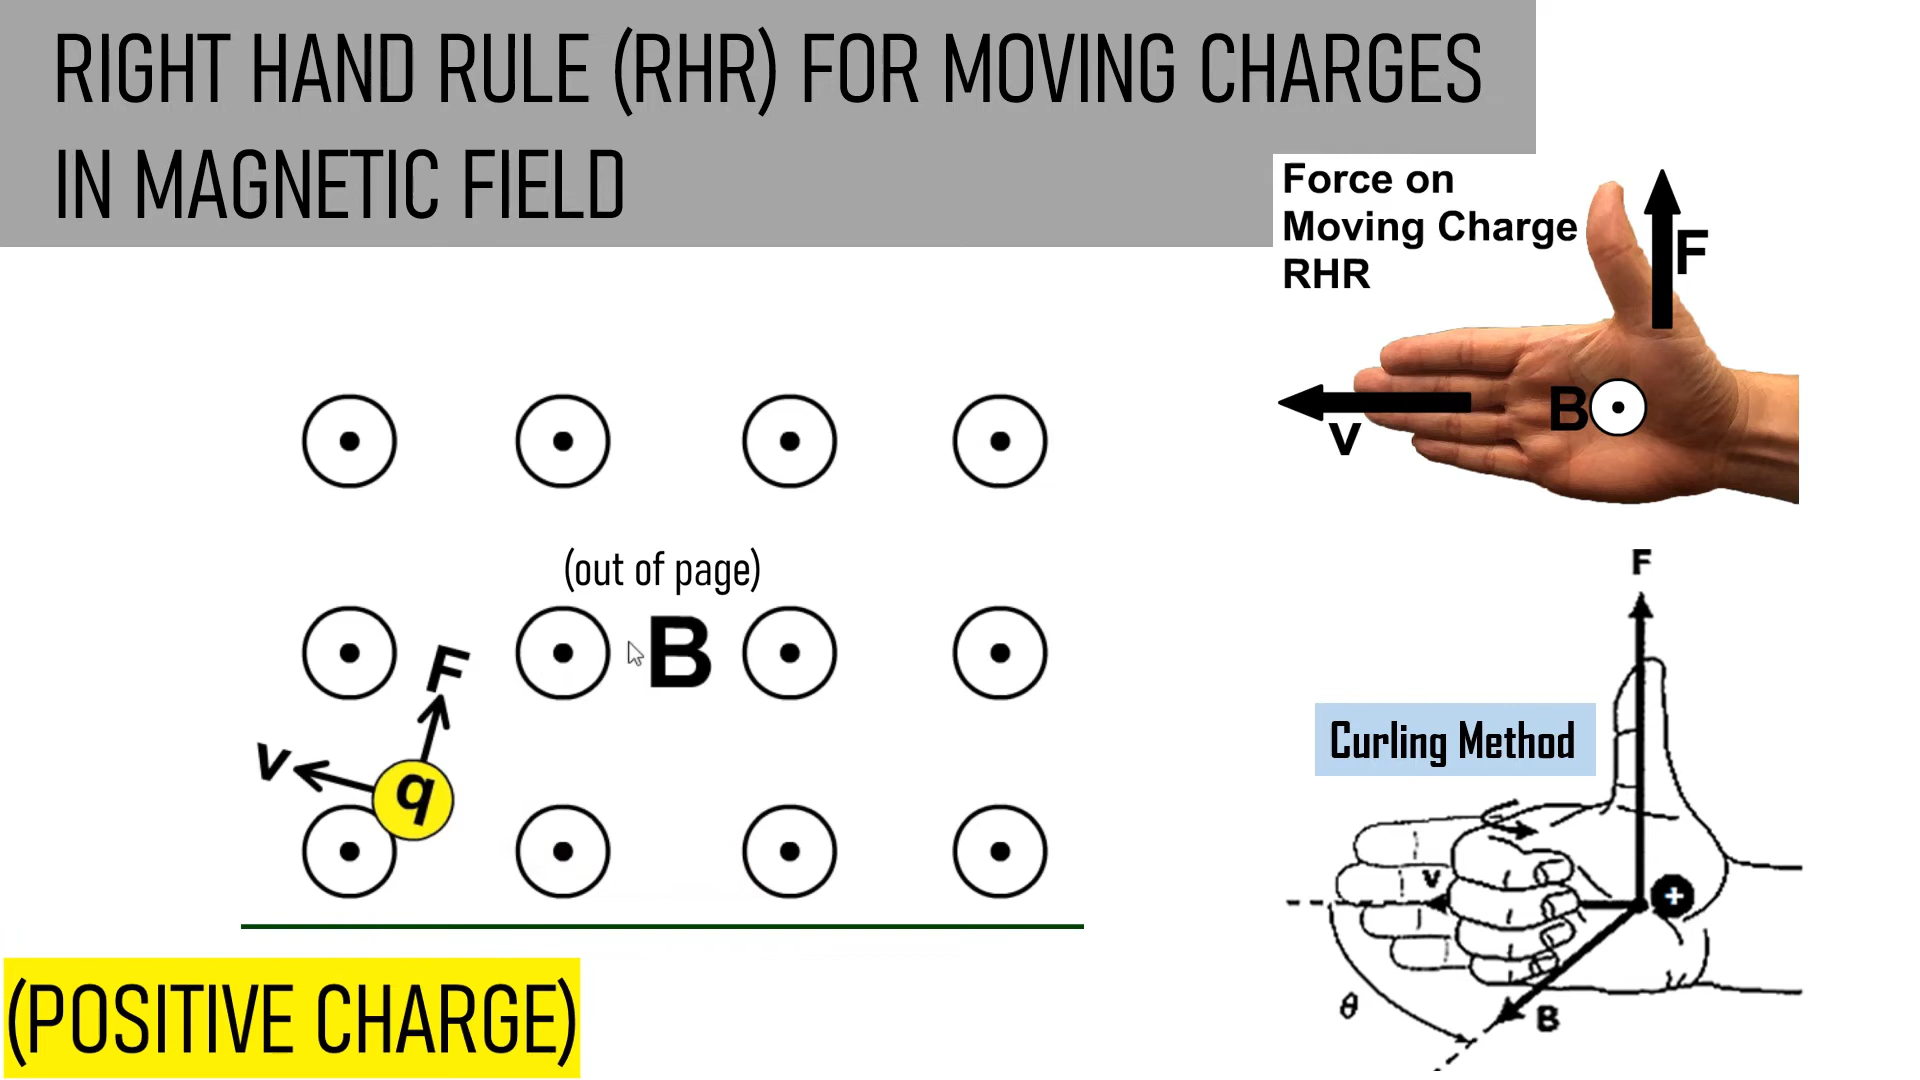 RIGHT HAND RULE (RHR) FOR MOVING CHARGES
IN MAGNETIC FIELD
Force on
Moving Charge
RHR
F
B
v
(out of page)
B
F
v
q
F
Curling Method
v
+
θ
B
(POSITIVE CHARGE)